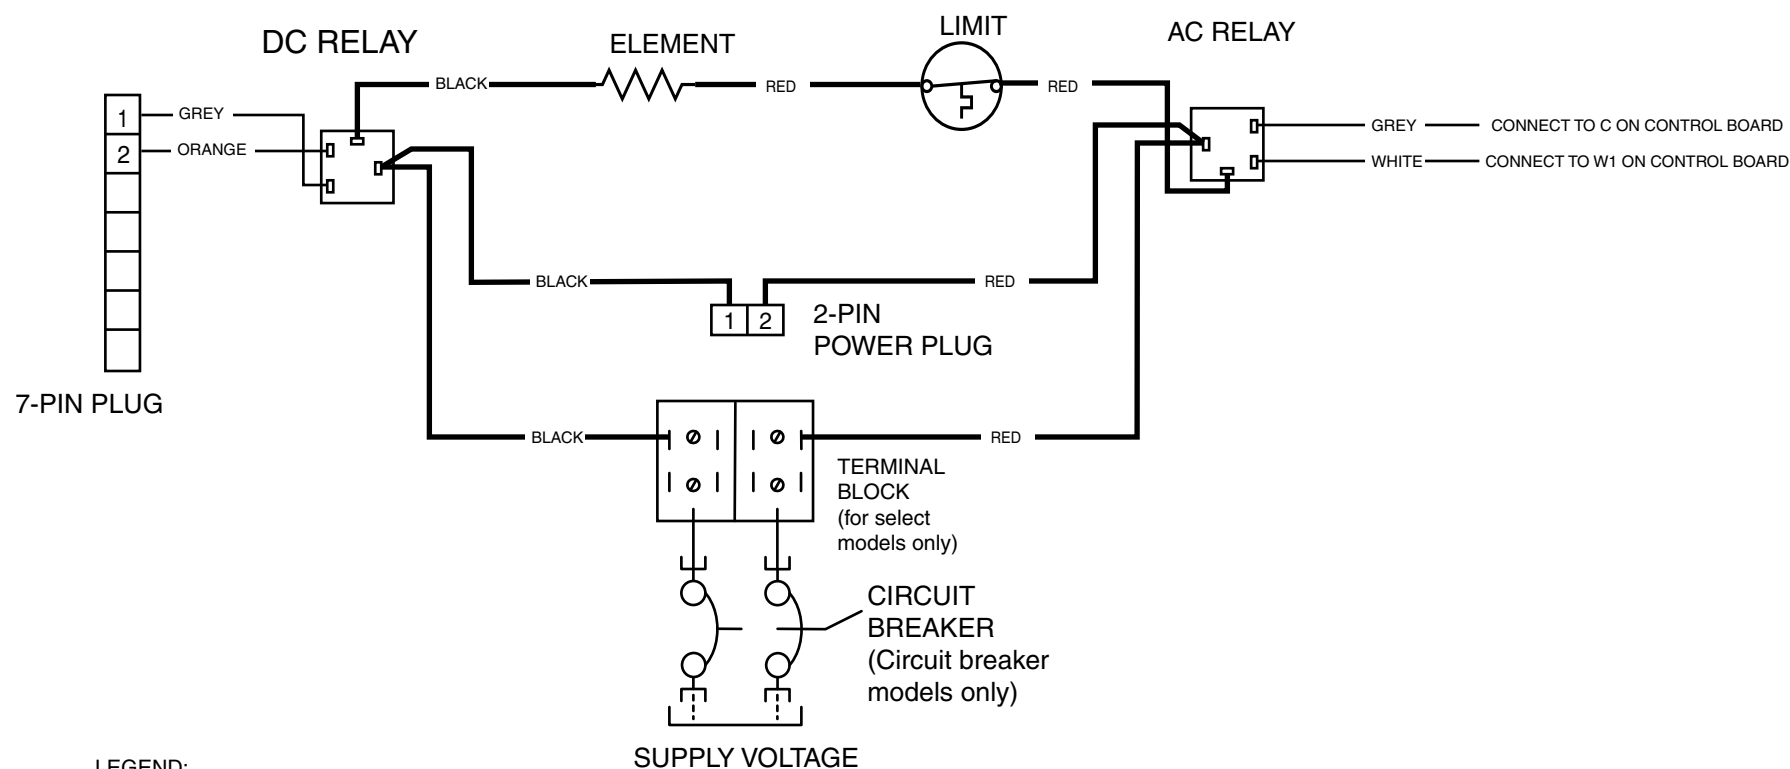 DC RELAY
ELEMENT
LIMIT
AC RELAY
BLACK
RED
RED
1
GREY
2
ORANGE
GREY
CONNECT TO C ON CONTROL BOARD
WHITE
CONNECT TO W1 ON CONTROL BOARD
BLACK
RED
1 2
2-PIN
POWER PLUG
7-PIN PLUG
BLACK
RED
TERMINAL
BLOCK
(for select
models only)
CIRCUIT
BREAKER
(Circuit breaker
models only)
SUPPLY VOLTAGE
LEGEND: